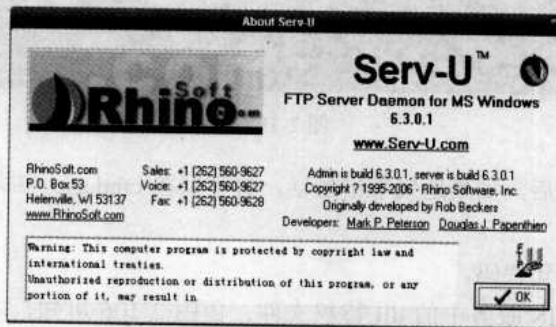 About Serv-U
Rhino
Soft
.com
Serv-U™
FTP Server Daemon for MS Windows
6.3.0.1
www.Serv-U.com
RhinoSoft.com
P.O. Box 53
Helenville, WI 53137
www.RhinoSoft.com
Sales: +1 (262) 560-9627
Voice: +1 (262) 560-9627
Fax: +1 (262) 560-9628
Admin is build 6.3.0.1, server is build 6.3.0.1
Copyright ? 1995-2006 - Rhino Software, Inc.
Originally developed by Rob Beckers
Developers: Mark P. Peterson Douglas J. Papenthien
Warning: This computer program is protected by copyright law and
international treaties.
Unauthorized reproduction or distribution of this program, or any
portion of it, may result in
FTP
OK